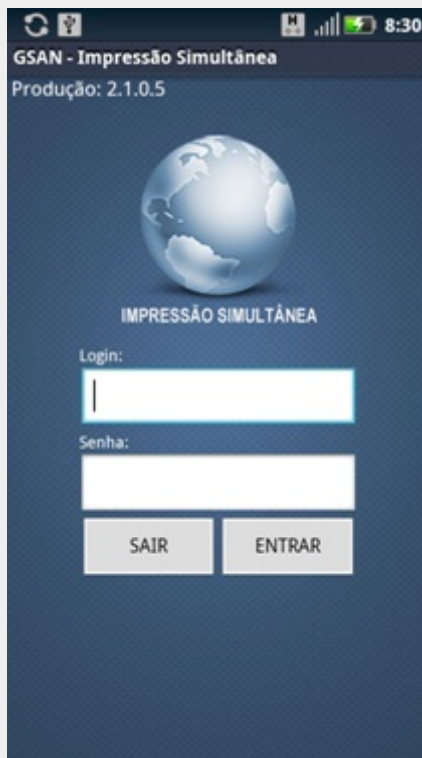 H
8:30
GSAN - Impressão Simultânea
Produção: 2.1.0.5
IMPRESSÃO SIMULTÂNEA
Login:
Senha:
SAIR ENTRAR